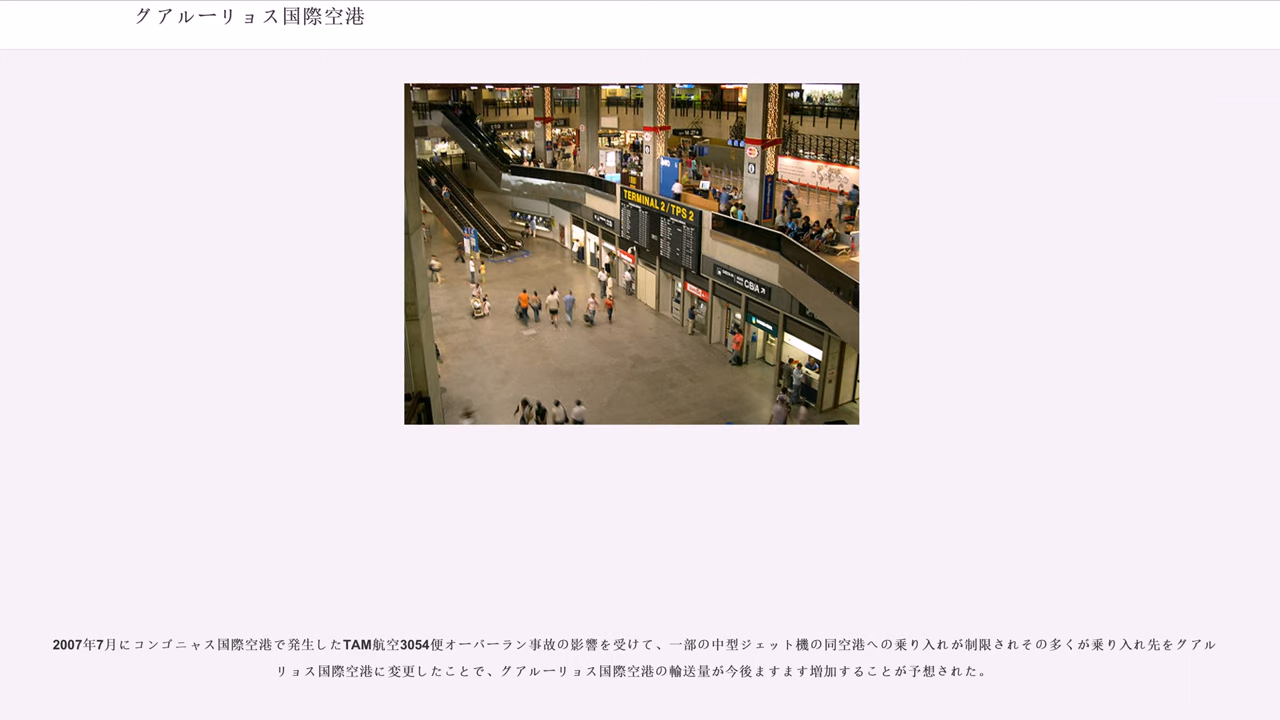 グアルーリョス国際空港
TERMINAL 2 / TPS 2
2007年7月にコンゴニャス国際空港で発生したTAM航空3054便オーバーラン事故の影響を受けて、一部の中型ジェット機の同空港への乗り入れが制限されその多くが乗り入れ先をグアル
リョス国際空港に変更したことで、グアルーリョス国際空港の輸送量が今後ますます増加することが予想された。